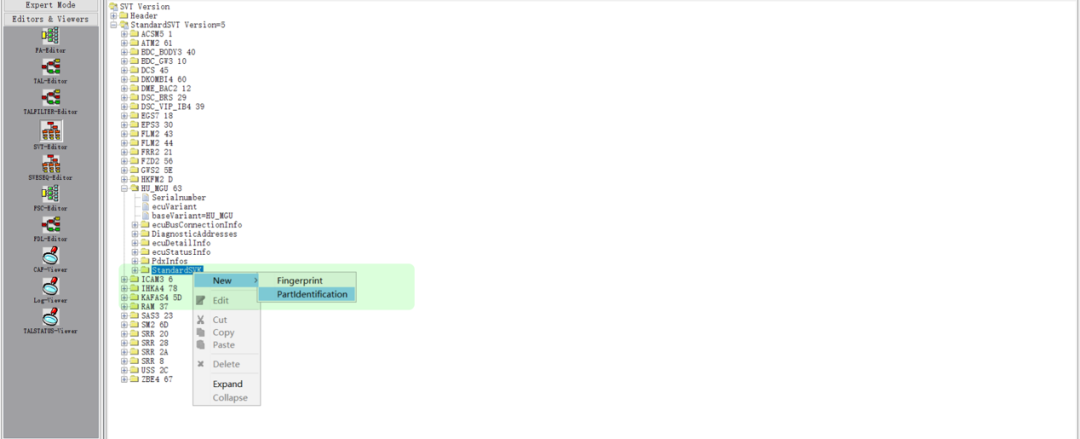 Expert Mode
Editors & Viewers
FA-Editor
TAL-Editor
TALFILTER-Editor
SVT-Editor
SVBSEQ-Editor
FSC-Editor
FDL-Editor
CAF-Viewer
Log-Viewer
TALSTATUS-Viewer
SVT Version
Header
StandardSVT Version=5
ACSM5 1
ATM2 61
BDC_BODY3 40
BDC_GW3 10
DCS 45
DKOMBI4 60
DME_BAC2 12
DSC_BRS 29
DSC_VIP_IB4 39
EGS7 18
EPS3 30
FLM2 43
FLM2 44
FRR2 21
FZD2 56
GWS2 5E
HKFM2 D
HU_MGU 63
Serialnumber
ecuVariant
baseVariant=HU_MGU
ecuBusConnectionInfo
DiagnosticAddresses
ecuDetailInfo
ecuStatusInfo
PdxInfos
StandardSVK
ICAM3 6
IHKA4 78
KAFAS4 5D
RAM 37
SAS3 23
SM2 6D
SRR 20
SRR 28
SRR 2A
SRR 8
USS 2C
ZBE4 67
New
Edit
Cut
Copy
Paste
Delete
Expand
Collapse
Fingerprint
PartIdentification